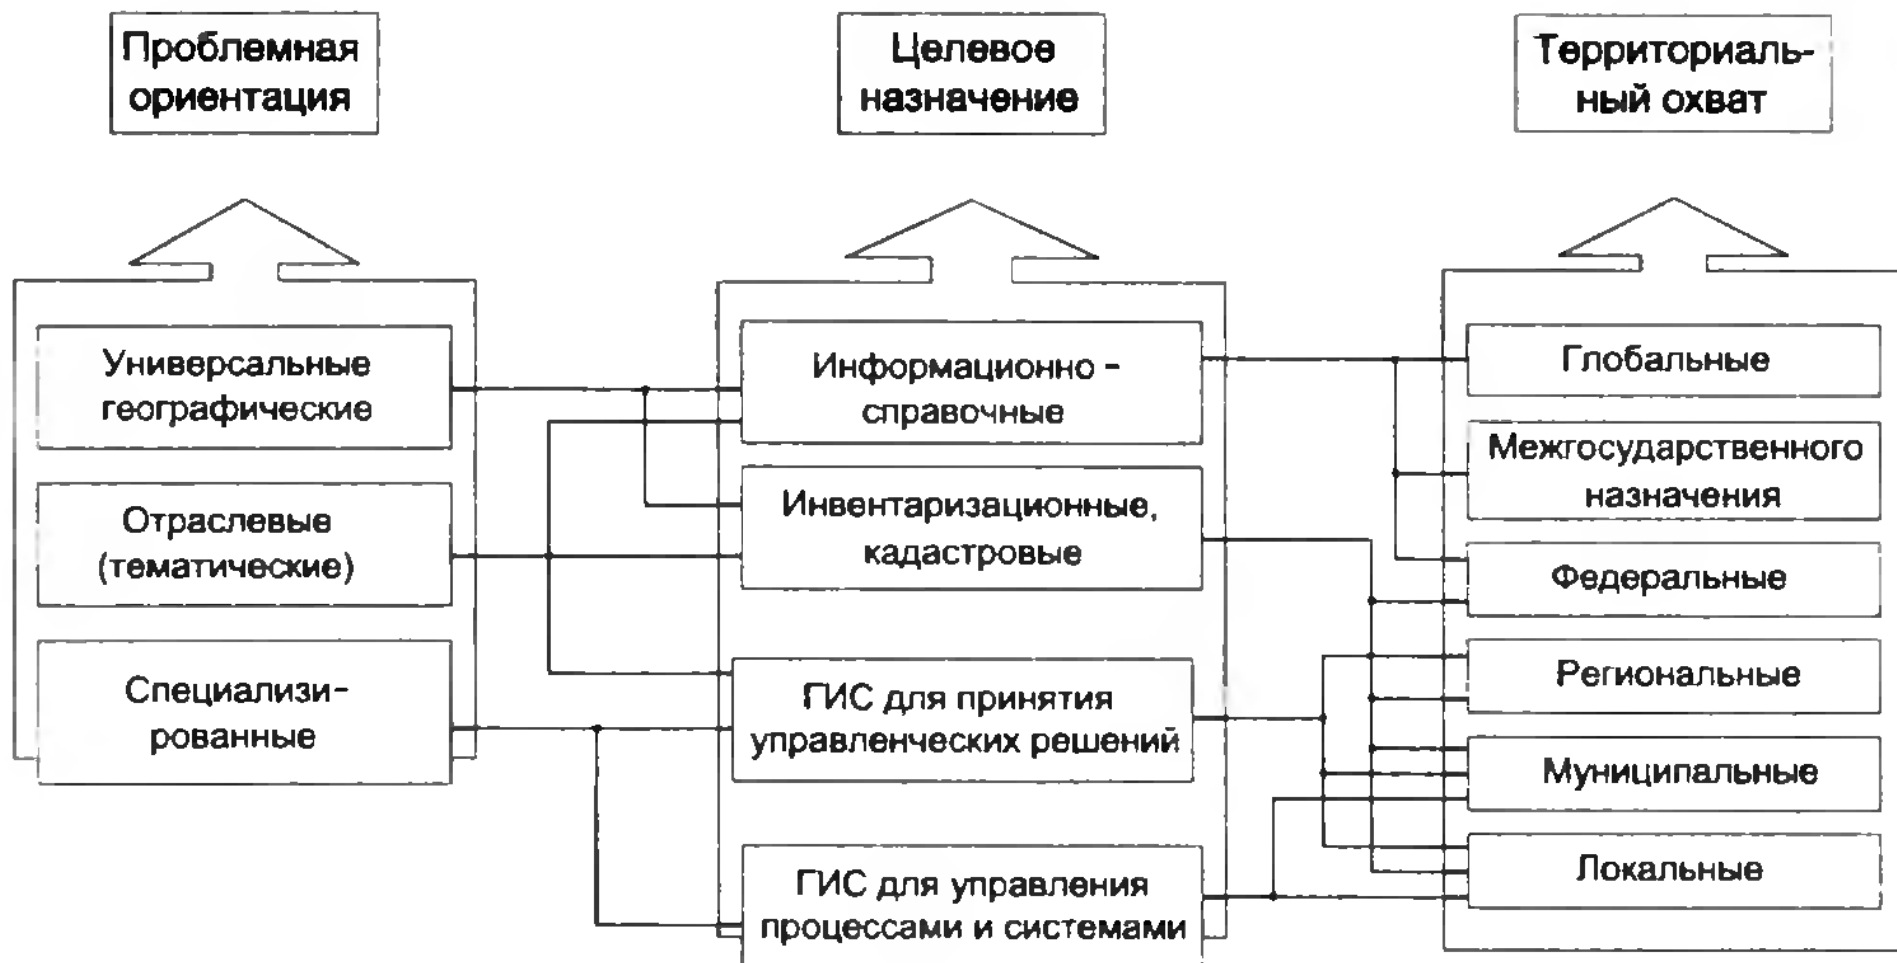 Проблемная
ориентация
Целевое
назначение
Территориаль-
ный охват
Универсальные
географические
Отраслевые
(тематические)
Специализи-
рованные
Информационно -
справочные
Инвентаризационные,
кадастровые
ГИС для принятия
управленческих решений
ГИС для управления
процессами и системами
Глобальные
Межгосударственного
назначения
Федеральные
Региональные
Муниципальные
Локальные